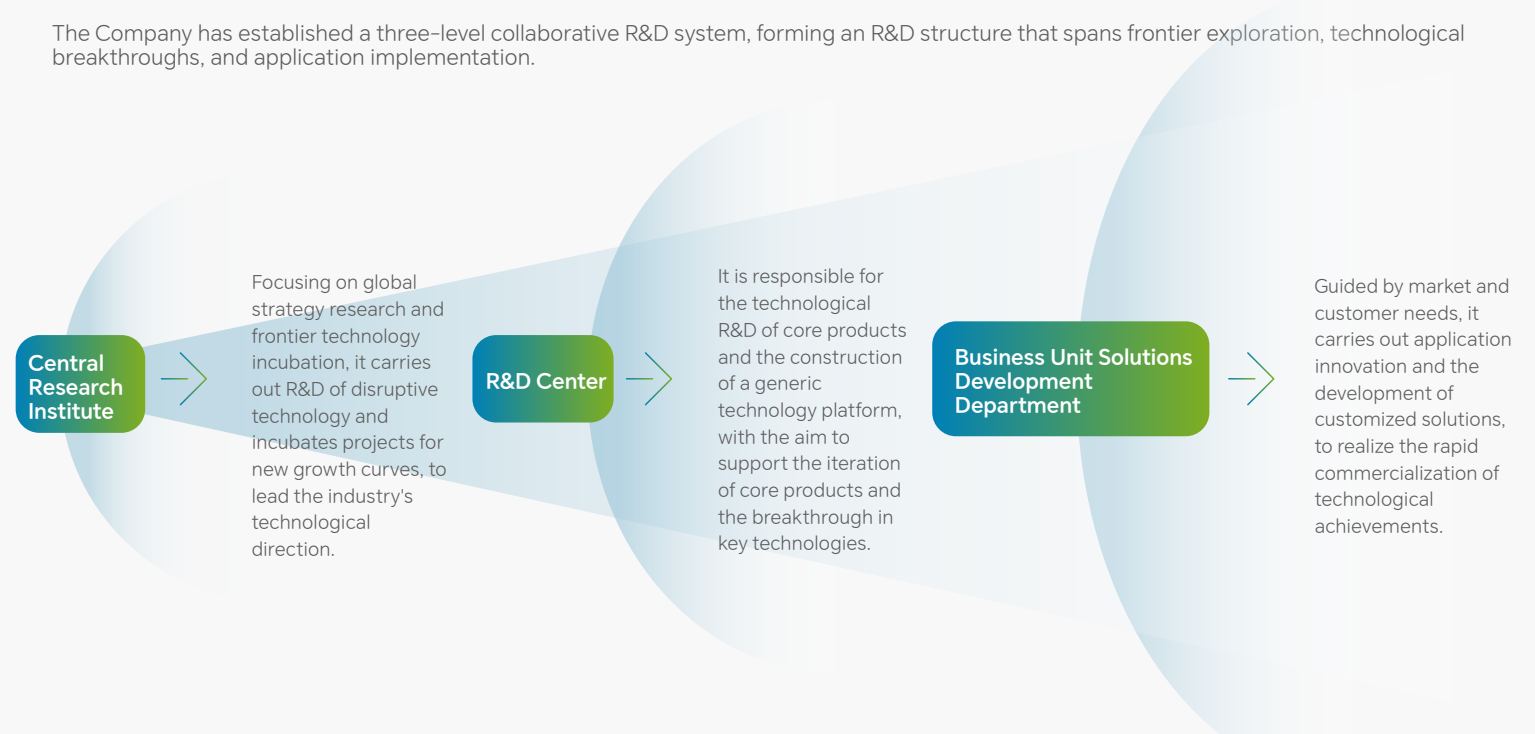 The Company has established a three-level collaborative R&D system, forming an R&D structure that spans frontier exploration, technological
breakthroughs, and application implementation.
Central
Research
Institute
Focusing on global
strategy research and
frontier technology
incubation, it carries
out R&D of disruptive
technology and
incubates projects for
new growth curves, to
lead the industry's
technological
direction.
R&D Center
It is responsible for
the technological
R&D of core products
and the construction
of a generic
technology platform,
with the aim to
support the iteration
of core products and
the breakthrough in
key technologies.
Business Unit Solutions
Development
Department
Guided by market and
customer needs, it
carries out application
innovation and the
development of
customized solutions,
to realize the rapid
commercialization of
technological
achievements.